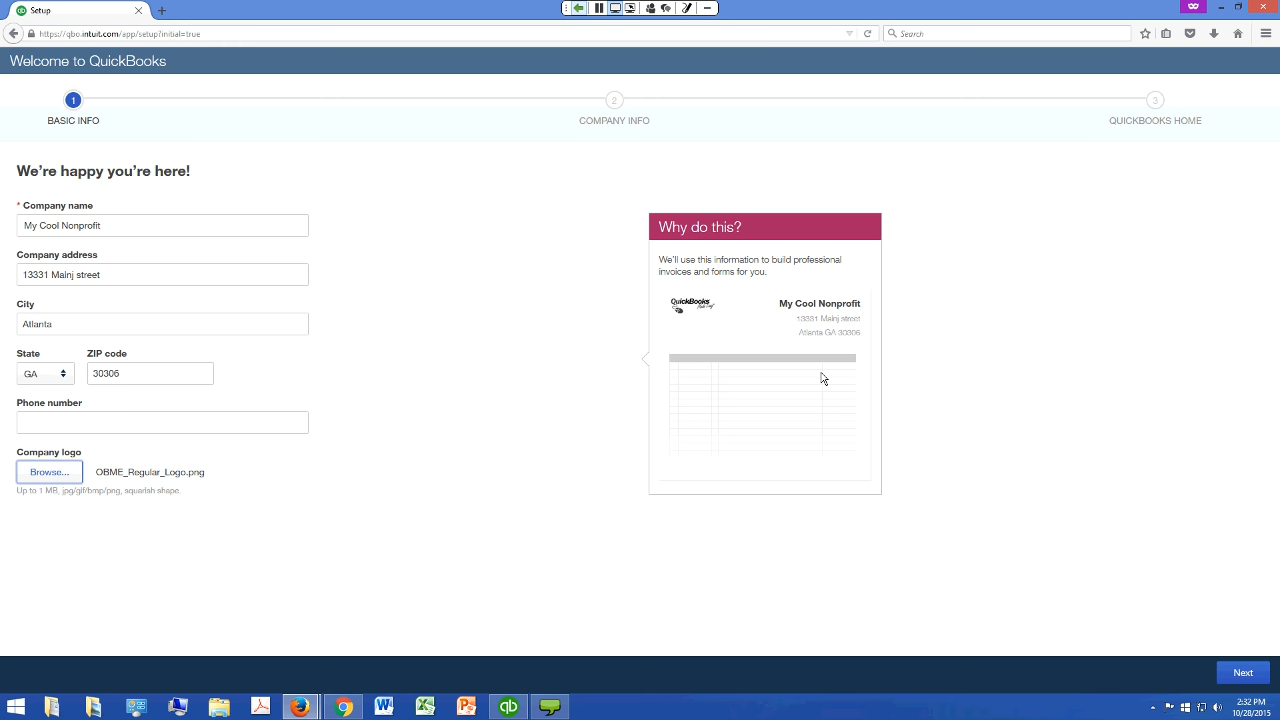 Setup
https://qbo.intuit.com/app/setup?initial=true
Search
Welcome to QuickBooks
1
2
3
BASIC INFO
COMPANY INFO
QUICKBOOKS HOME
We're happy you're here!
* Company name
My Cool Nonprofit
Company address
13331 Mainj street
City
Atlanta
State
ZIP code
GA
30306
Phone number
Company logo
Browse...
OBME_Regular_Logo.png
Up to 1 MB, jpg/gif/bmp/png, squarish shape.
Why do this?
We'll use this information to build professional
invoices and forms for you.
QuickBooks
My Cool Nonprofit
13331 Mainj street
Atlanta GA 30306
Next
2:32 PM
10/28/2015